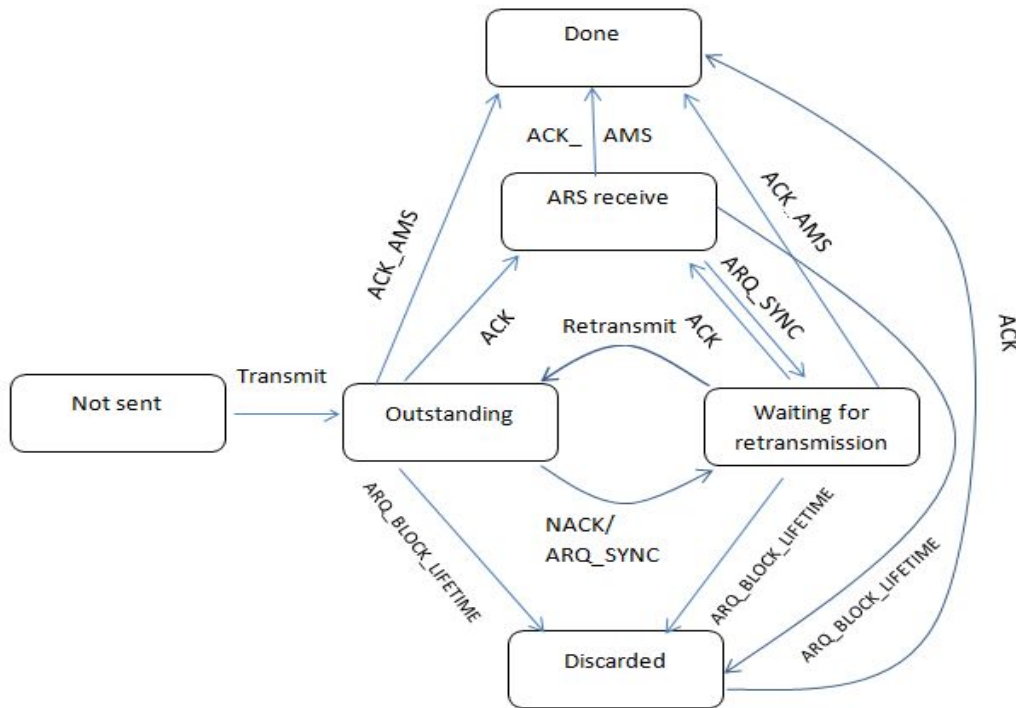 Done
ACK_ AMS
ARS receive
ACK_AMS
ACK_AMS
ACK
ARQ_SYNC
ACK
ACK
Retransmit
Transmit
Not sent
Outstanding
Waiting for
retransmission
ARQ_BLOCK_LIFETIME
NACK/
ARQ_SYNC
ARQ_BLOCK_LIFETIME
ARQ_BLOCK_LIFETIME
Discarded